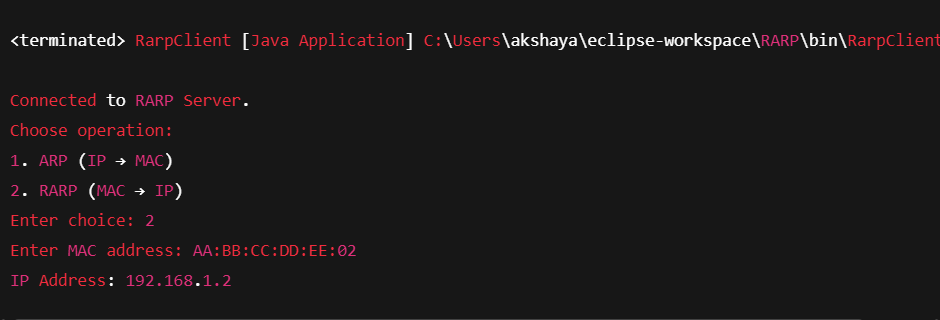 <terminated> RarpClient [Java Application] C:\Users\akshaya\eclipse-workspace\RARP\bin\RarpClient
Connected to RARP Server.
Choose operation:
1. ARP (IP → MAC)
2. RARP (MAC → IP)
Enter choice: 2
Enter MAC address: AA:BB:CC:DD:EE:02
IP Address: 192.168.1.2